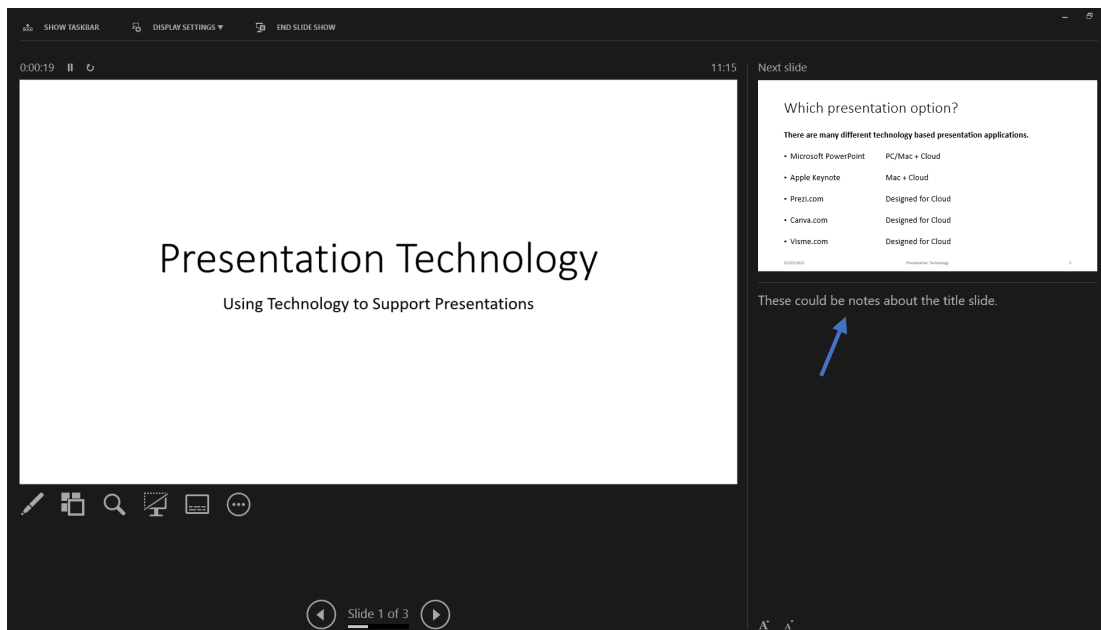 SHOW TASKBAR DISPLAY SETTINGS ▼ END SLIDE SHOW
0:00:19 11:15
Presentation Technology
Using Technology to Support Presentations
Slide 1 of 3
Next slide
Which presentation option?
There are many different technology based presentation applications.
• Microsoft PowerPoint PC/Mac + Cloud
• Apple Keynote Mac + Cloud
• Prezi.com Designed for Cloud
• Canva.com Designed for Cloud
• Visme.com Designed for Cloud
Presentation Technology
These could be notes about the title slide.
A A